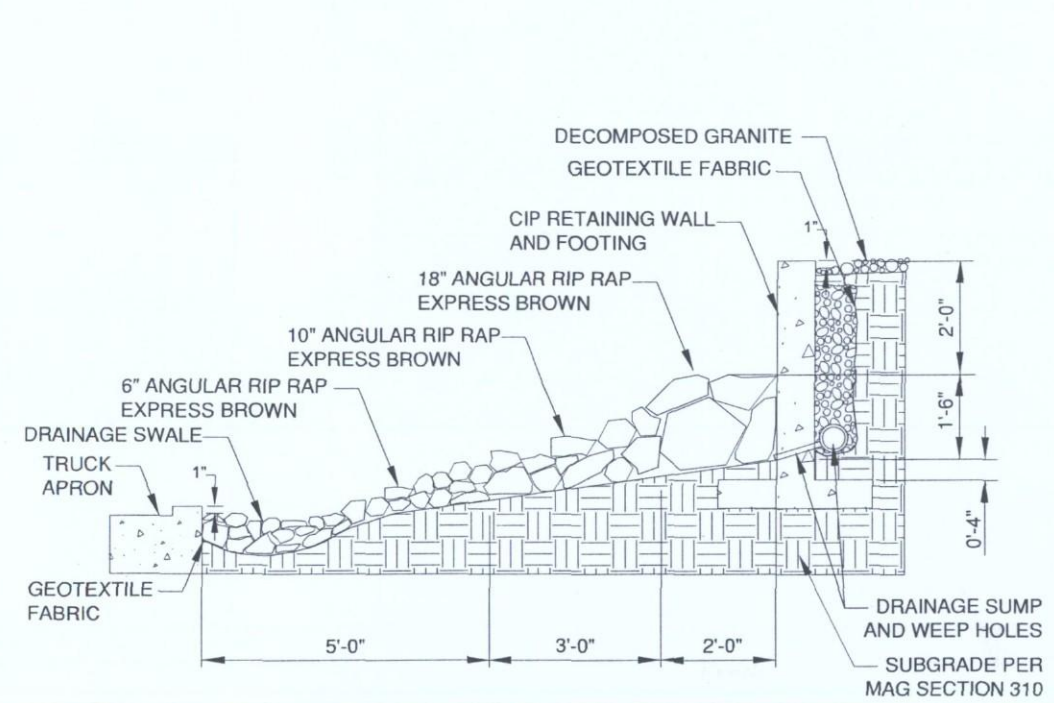 DECOMPOSED GRANITE
GEOTEXTILE FABRIC
CIP RETAINING WALL
AND FOOTING
1"
18" ANGULAR RIP RAP
EXPRESS BROWN
10" ANGULAR RIP RAP
EXPRESS BROWN
6" ANGULAR RIP RAP
EXPRESS BROWN
DRAINAGE SWALE
TRUCK
APRON
1"
2'-0"
1'-6"
0'-4"
GEOTEXTILE
FABRIC
5'-0"
3'-0"
2'-0"
DRAINAGE SUMP
AND WEEP HOLES
SUBGRADE PER
MAG SECTION 310